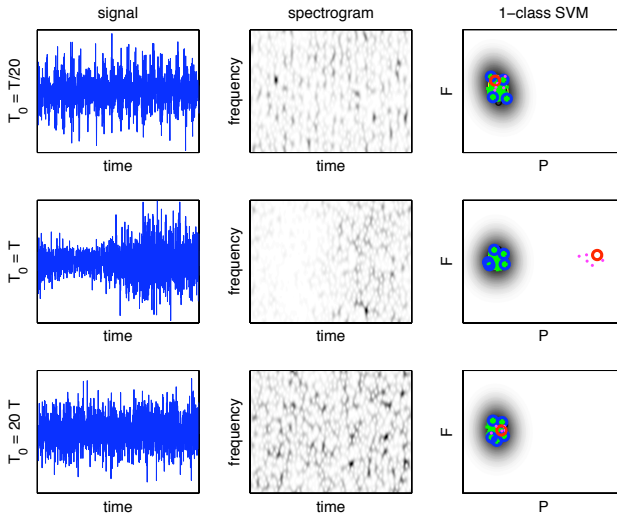 signal
spectrogram
1−class SVM
T₀ = T/20
time
frequency
time
F
P
T₀ = T
time
frequency
time
F
P
T₀ = 20 T
time
frequency
time
F
P